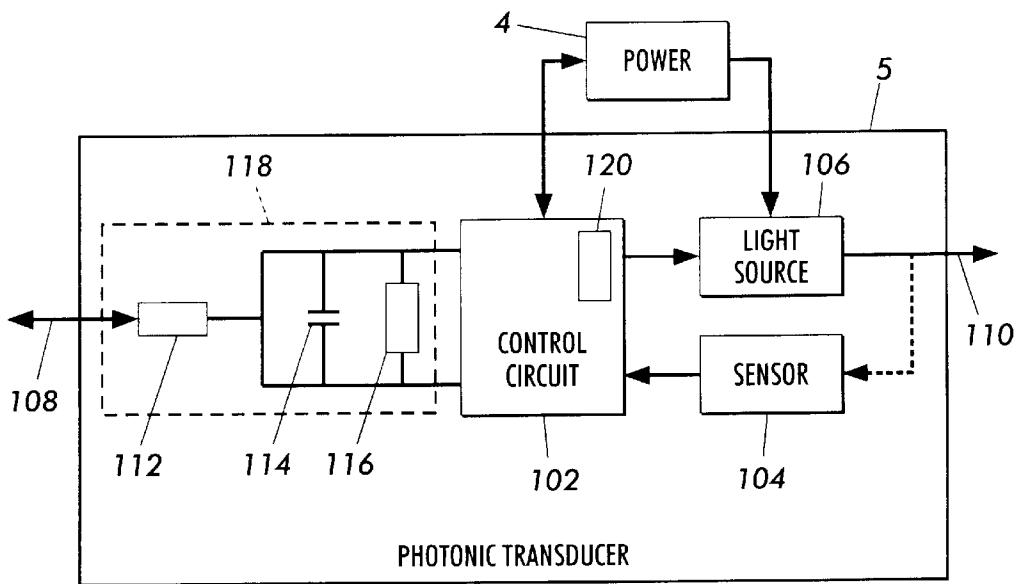 4
POWER
5
118
120
106
LIGHT
SOURCE
CONTROL
CIRCUIT
SENSOR
108
110
112
114
116
102
104
PHOTONIC TRANSDUCER